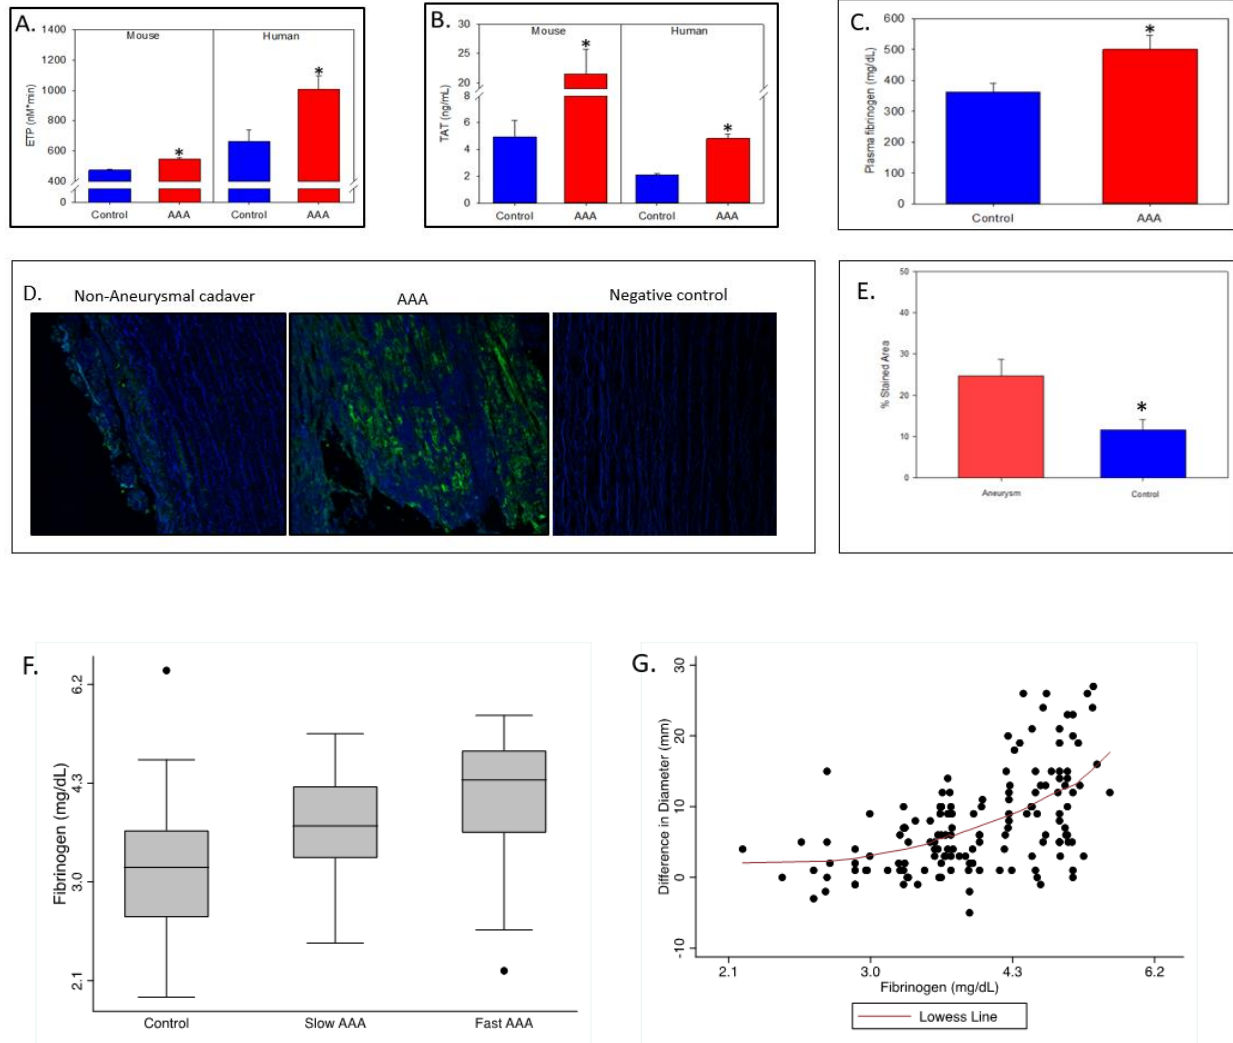 A.
Mouse Human
1400
1200
1000
800
600
400
0
ETP (nM*min)
*
*
Control AAA Control AAA
B.
Mouse Human
30
26
22
20
8
6
4
2
0
TAT (ng/mL)
*
*
Control AAA Control AAA
C.
600
500
400
300
200
100
0
Plasma fibrinogen (mg/dL)
*
Control AAA
D.
Non-Aneurysmal cadaver AAA Negative control
E.
50
40
30
20
10
0
% Stained Area
*
Aneurysm Control
F.
6.2
4.3
3.0
2.1
Fibrinogen (mg/dL)
Control Slow AAA Fast AAA
G.
30
20
10
0
-10
Difference in Diameter (mm)
2.1 3.0 4.3 6.2
Fibrinogen (mg/dL)
Lowess Line